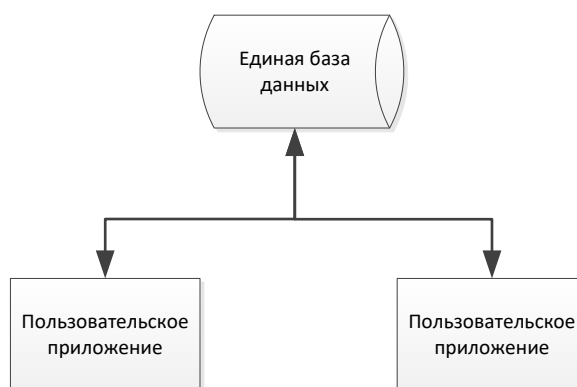 Единая база
данных
Пользовательское
приложение
Пользовательское
приложение